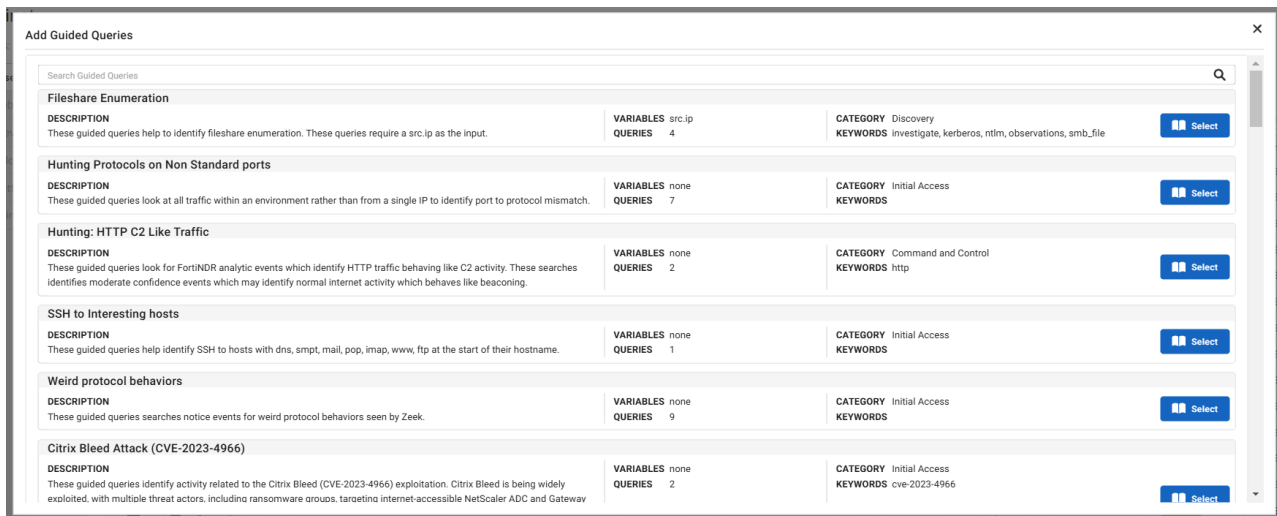 Add Guided Queries
Search Guided Queries
Fileshare Enumeration
DESCRIPTION
These guided queries help to identify fileshare enumeration. These queries require a src.ip as the input.
VARIABLES src.ip
QUERIES 4
CATEGORY Discovery
KEYWORDS investigate, kerberos, ntlm, observations, smb_file
Select
Hunting Protocols on Non Standard ports
DESCRIPTION
These guided queries look at all traffic within an environment rather than from a single IP to identify port to protocol mismatch.
VARIABLES none
QUERIES 7
CATEGORY Initial Access
KEYWORDS
Select
Hunting: HTTP C2 Like Traffic
DESCRIPTION
These guided queries look for FortiNDR analytic events which identify HTTP traffic behaving like C2 activity. These searches
identifies moderate confidence events which may identify normal internet activity which behaves like beaconing.
VARIABLES none
QUERIES 2
CATEGORY Command and Control
KEYWORDS http
Select
SSH to Interesting hosts
DESCRIPTION
These guided queries help identify SSH to hosts with dns, smpt, mail, pop, imap, www, ftp at the start of their hostname.
VARIABLES none
QUERIES 1
CATEGORY Initial Access
KEYWORDS
Select
Weird protocol behaviors
DESCRIPTION
These guided queries searches notice events for weird protocol behaviors seen by Zeek.
VARIABLES none
QUERIES 9
CATEGORY Initial Access
KEYWORDS
Select
Citrix Bleed Attack (CVE-2023-4966)
DESCRIPTION
These guided queries identify activity related to the Citrix Bleed (CVE-2023-4966) exploitation. Citrix Bleed is being widely
exploited, with multiple threat actors, including ransomware groups, targeting internet-accessible NetScaler ADC and Gateway
VARIABLES none
QUERIES 2
CATEGORY Initial Access
KEYWORDS cve-2023-4966
Select